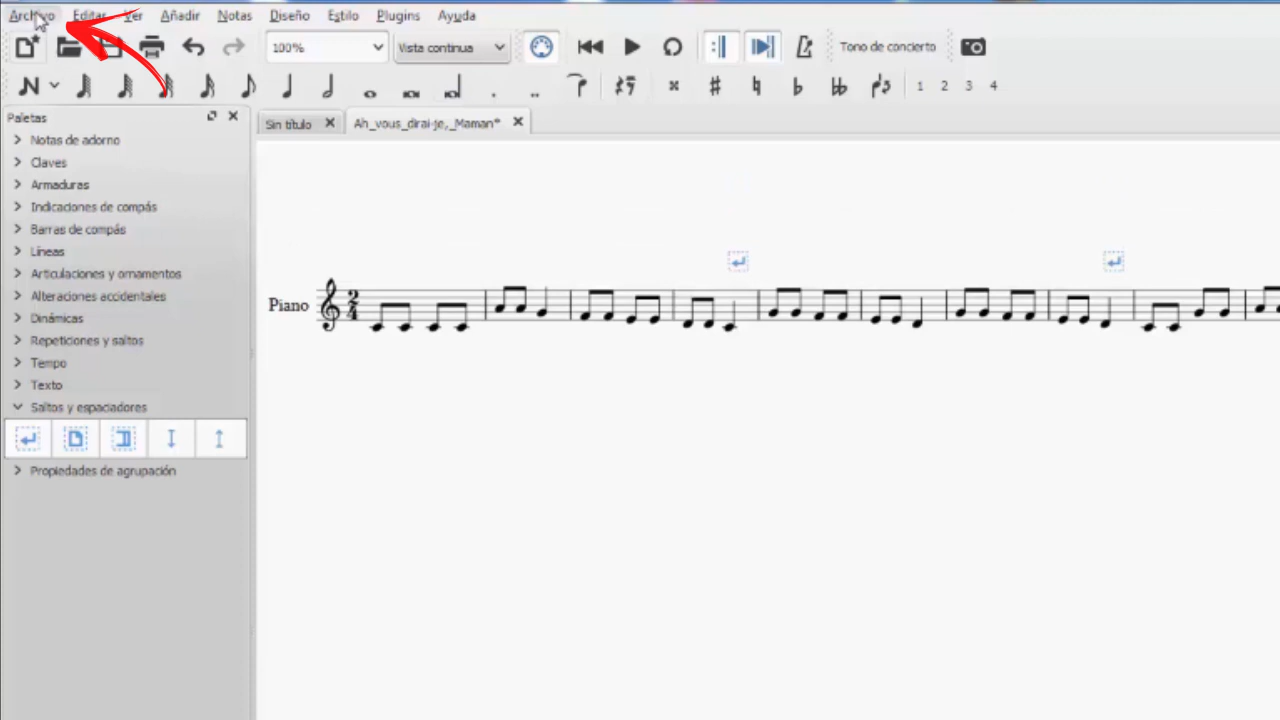 Archivo Editar Ver Añadir Notas Diseño Estilo Plugins Ayuda
100% Vista continua Tono de concierto
1 2 3 4
Paletas
Sin título Ah_vous_dirai-je,_Maman*
Notas de adorno
Claves
Armaduras
Indicaciones de compás
Barras de compás
Líneas
Articulaciones y ornamentos
Alteraciones accidentales
Dinámicas
Repeticiones y saltos
Tempo
Texto
Saltos y espaciadores
Propiedades de agrupación
Piano
2
4